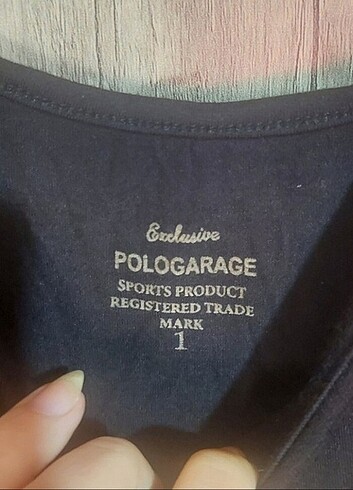 Exclusive
POLOGARAGE
SPORTS PRODUCT
REGISTERED TRADE
MARK
1